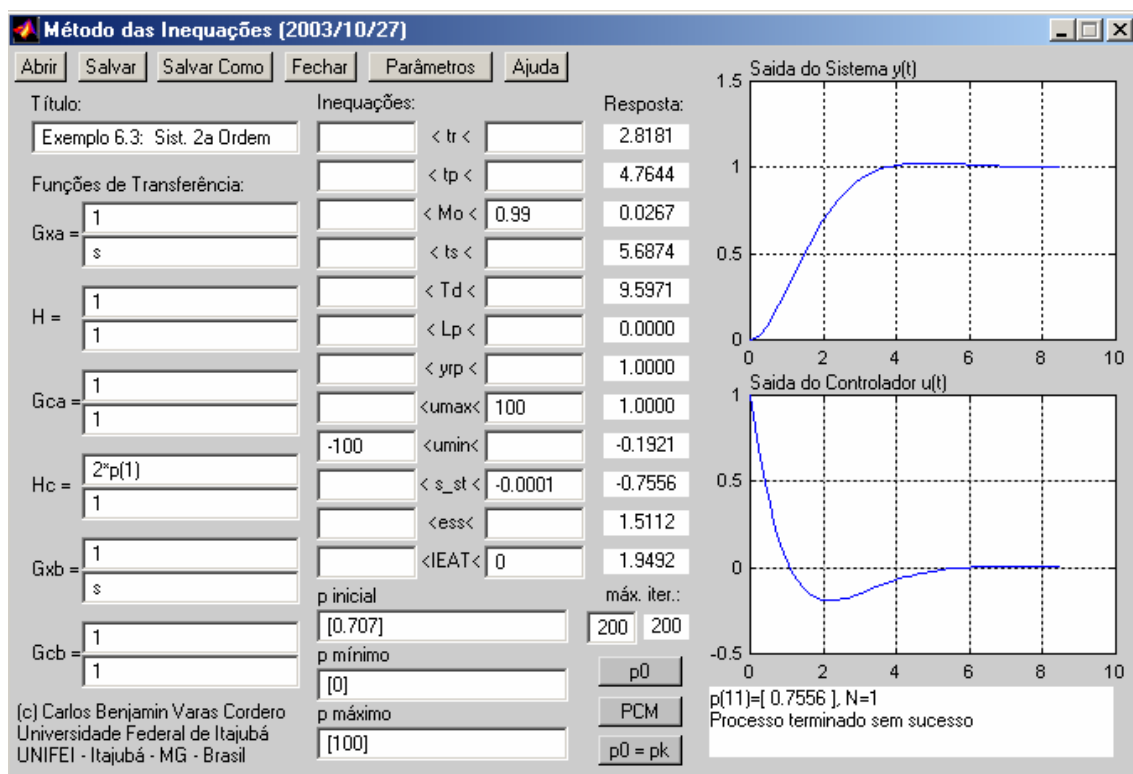 Método das Inequações (2003/10/27)
Abrir Salvar Salvar Como Fechar Parâmetros Ajuda
Título:
Exemplo 6.3: Sist. 2a Ordem
Funções de Transferência:
Gxa =
1
s
H =
1
1
Gca =
1
1
Hc =
2*p(1)
1
Gxb =
1
s
Gcb =
1
1
(c) Carlos Benjamin Varas Cordero
Universidade Federal de Itajubá
UNIFEI - Itajubá - MG - Brasil
Inequações: Resposta:
< tr < 2.8181
< tp < 4.7644
< Mo < 0.99 0.0267
< ts < 5.6874
< Td < 9.5971
< Lp < 0.0000
< yrp < 1.0000
<umax< 100 1.0000
-100 <umin< -0.1921
< s_st < -0.0001 -0.7556
<ess< 1.5112
<IEAT< 0 1.9492
p inicial
[0.707]
p mínimo
[0]
p máximo
[100]
máx. iter.:
200 200
p0
PCM
p0 = pk
Saida do Sistema y(t)
1.5
1
0.5
0
0 2 4 6 8 10
Saida do Controlador u(t)
1
0.5
0
-0.5
0 2 4 6 8 10
p(11)=[ 0.7556 ], N=1
Processo terminado sem sucesso